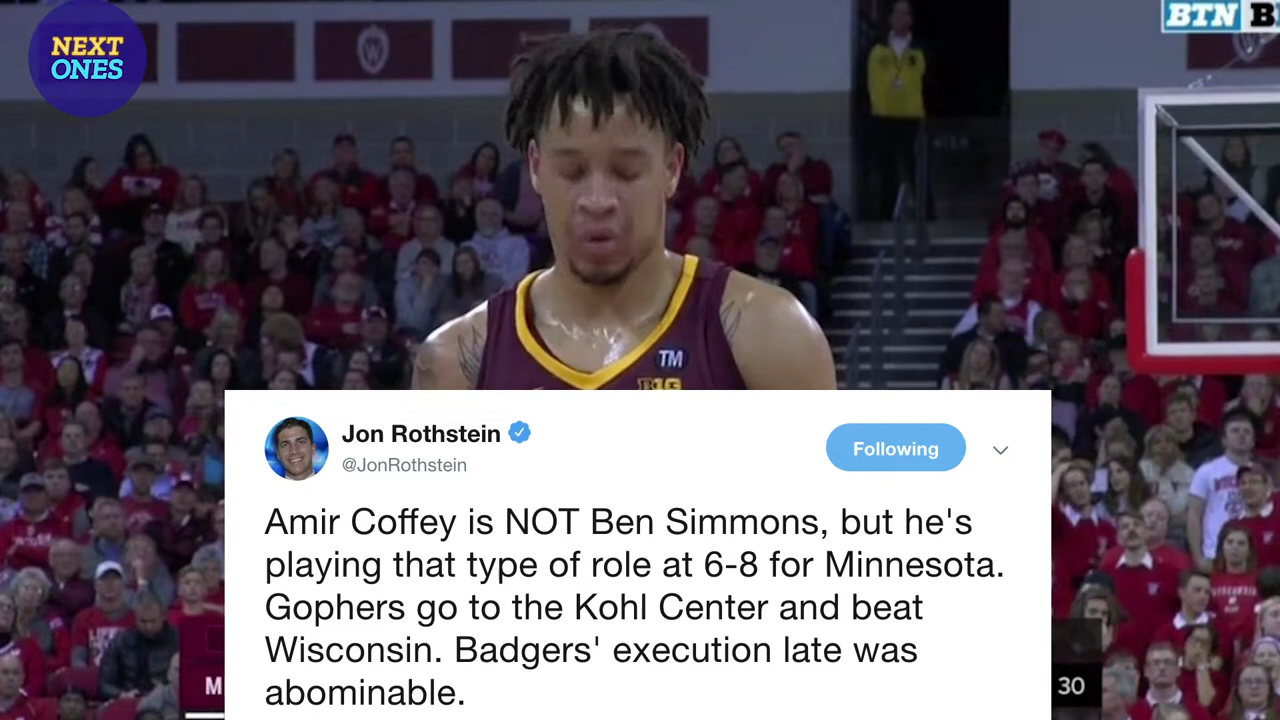 NEXT
ONES
BTN B
TM
B1G
Jon Rothstein
@JonRothstein
Following
Amir Coffey is NOT Ben Simmons, but he's
playing that type of role at 6-8 for Minnesota.
Gophers go to the Kohl Center and beat
Wisconsin. Badgers' execution late was
abominable.
M
30